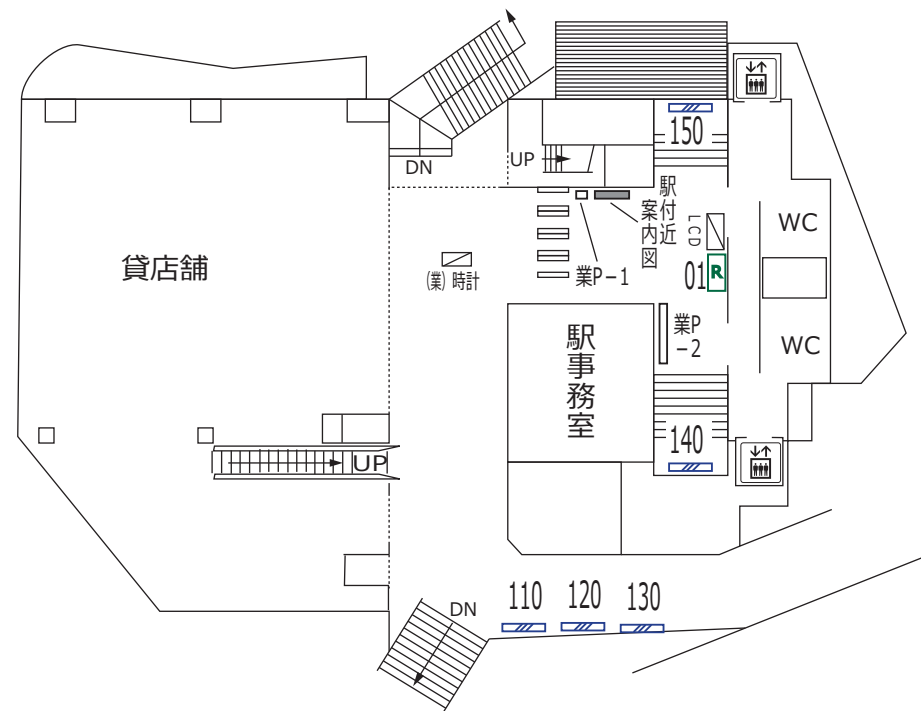 DN
UP
150
駅付近
案内図
LCD
WC
貸店舗
(業) 時計
業P-1
01
R
業P
-2
駅事務室
WC
140
UP
DN
110
120
130